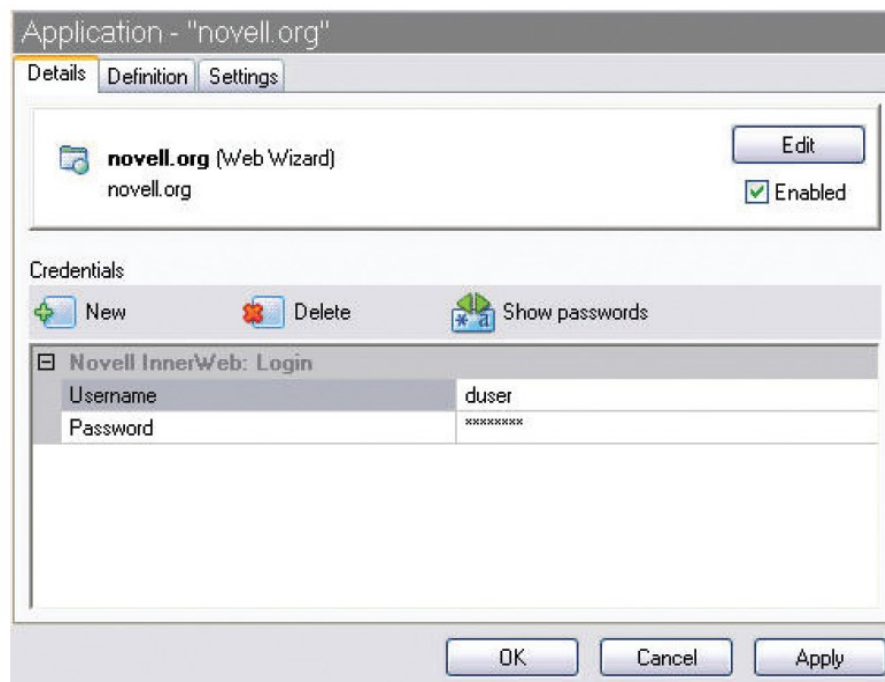 Application - "novell.org"
Details Definition Settings
novell.org (Web Wizard)
novell.org
Edit
Enabled
Credentials
New Delete Show passwords
Novell InnerWeb: Login
Username duser
Password ********
OK Cancel Apply